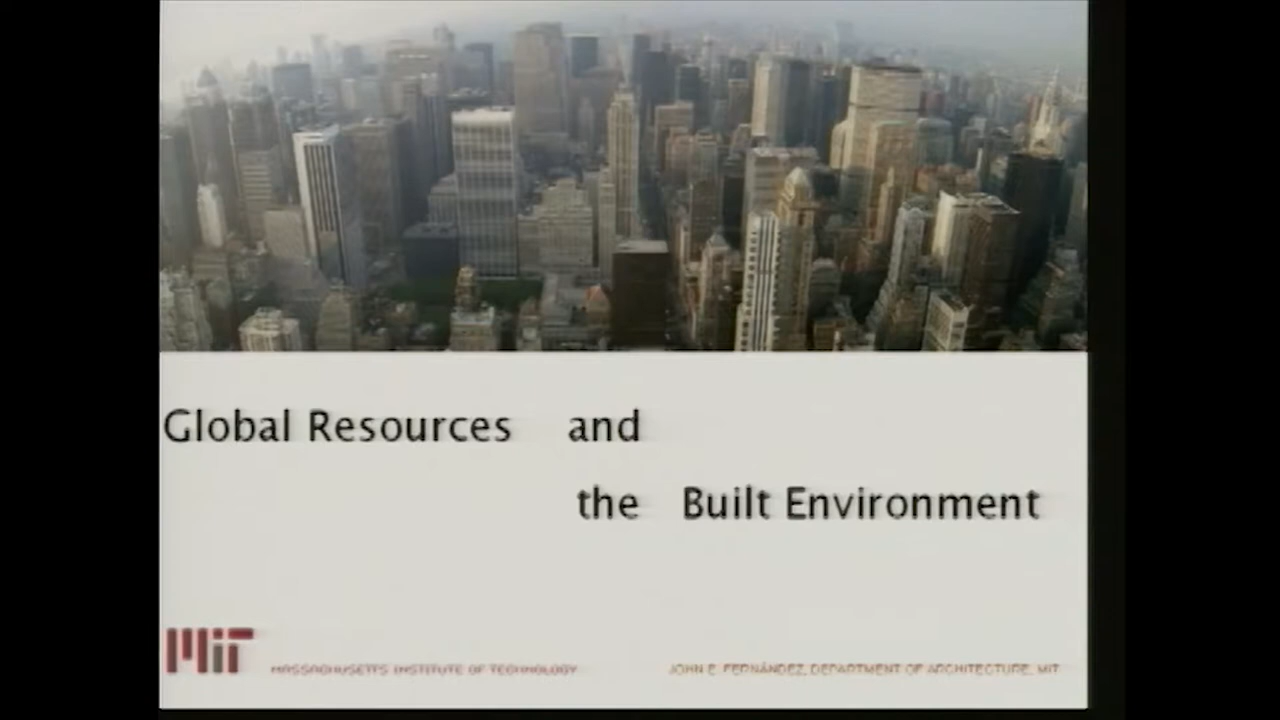 Global Resources and
the Built Environment
MIT MASSACHUSETTS INSTITUTE OF TECHNOLOGY JOHN E. FERNÁNDEZ, DEPARTMENT OF ARCHITECTURE, MIT